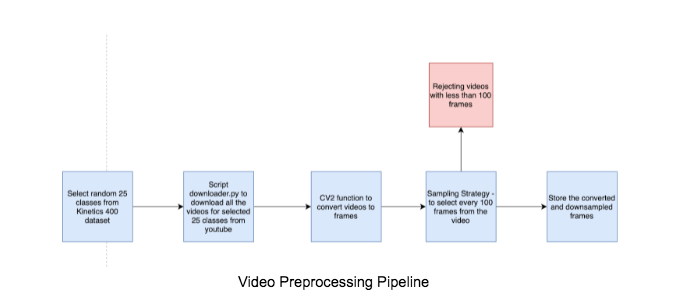 Rejecting videos
with less than 100
frames
Select random 25
classes from
Kinetics 400
dataset
Script
downloader.py to
download all the
videos for selected
25 classes from
youtube
CV2 function to
convert videos to
frames
Sampling Strategy -
to select every 100
frames from the
video
Store the converted
and downsampled
frames
Video Preprocessing Pipeline